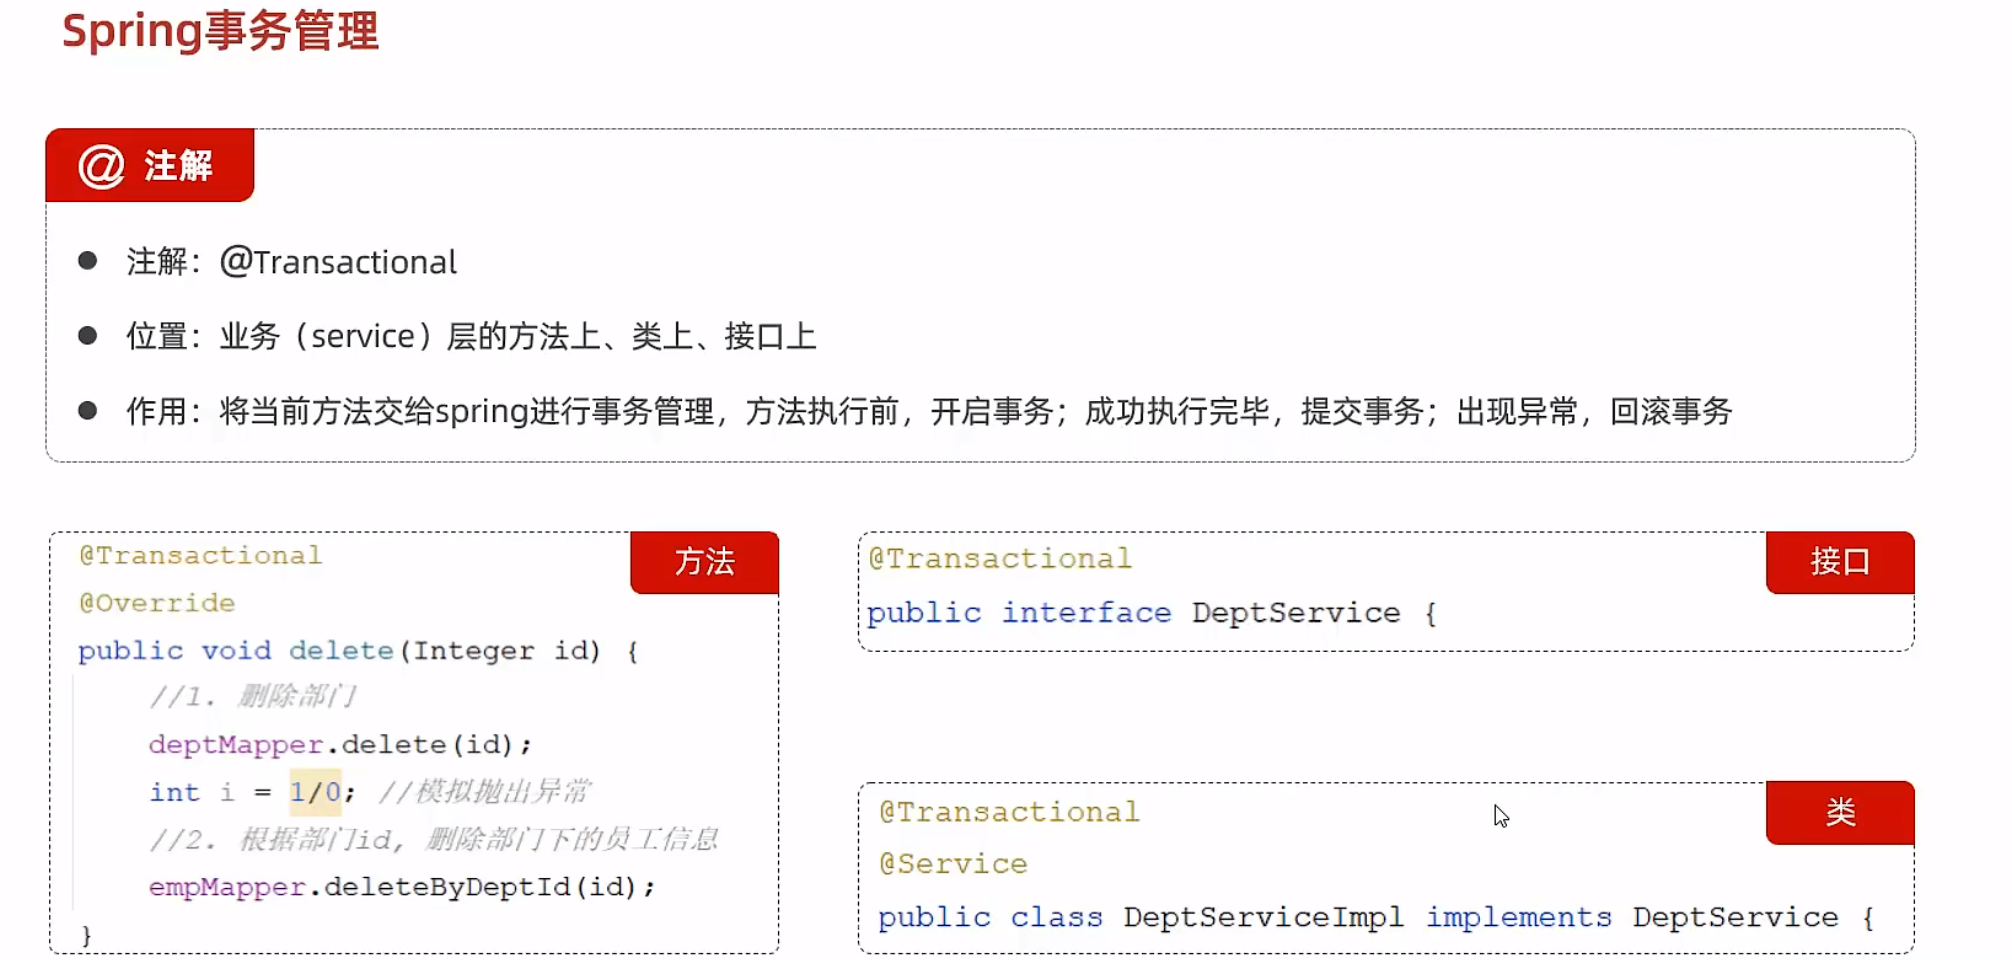 Spring事务管理
@ 注解
● 注解：@Transactional
● 位置：业务（service）层的方法上、类上、接口上
● 作用：将当前方法交给spring进行事务管理，方法执行前，开启事务；成功执行完毕，提交事务；出现异常，回滚事务
方法
@Transactional
@Override
public void delete(Integer id) {
//1. 删除部门
deptMapper.delete(id);
int i = 1/0; //模拟抛出异常
//2. 根据部门id, 删除部门下的员工信息
empMapper.deleteByDeptId(id);
}
接口
@Transactional
public interface DeptService {
类
@Transactional
@Service
public class DeptServiceImpl implements DeptService {